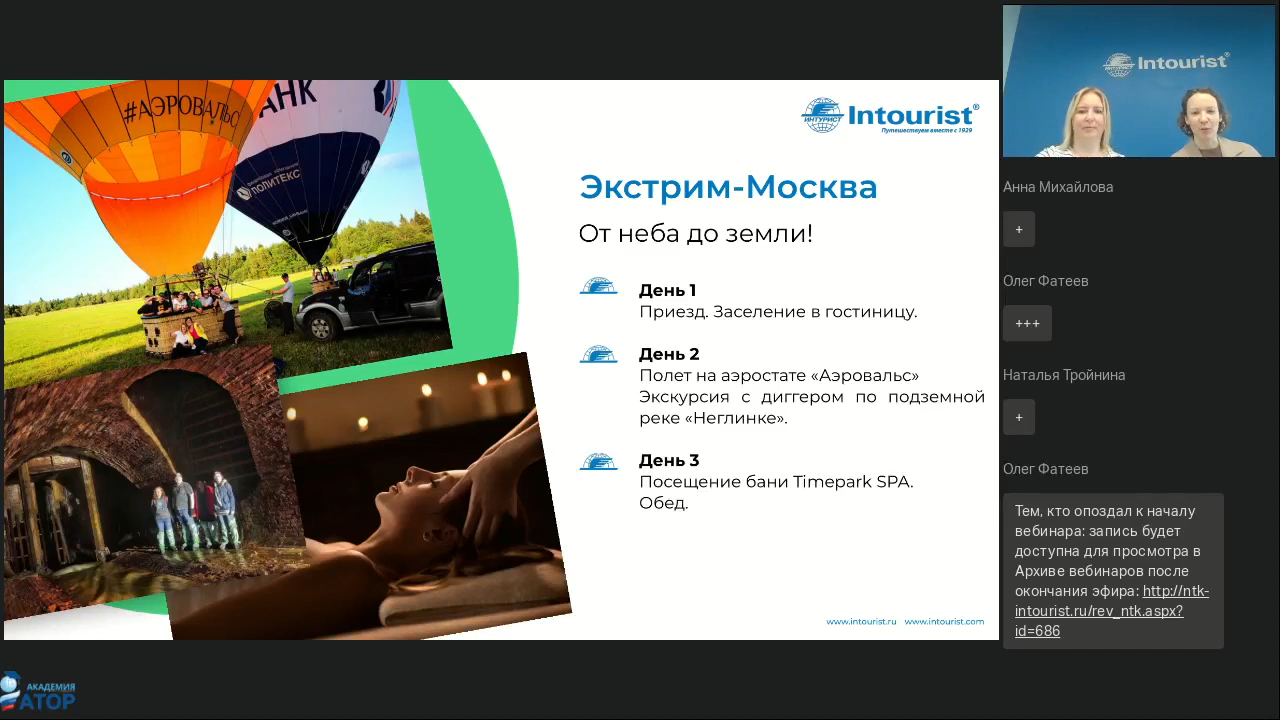 #АЭРОВАЛЬС
АНК
ПОЛИТЕКС
Intourist®
ИНТУРИСТ
Путешествуем вместе с 1929
Экстрим-Москва
От неба до земли!
День 1
Приезд. Заселение в гостиницу.
День 2
Полет на аэростате «Аэровальс»
Экскурсия с диггером по подземной
реке «Неглинке».
День 3
Посещение бани Timepark SPA.
Обед.
www.intourist.ru www.intourist.com
АКАДЕМИЯ
АТОР
ИНТУРИСТ
Intourist®
Анна Михайлова
+
Олег Фатеев
+++
Наталья Тройнина
+
Олег Фатеев
Тем, кто опоздал к началу
вебинара: запись будет
доступна для просмотра в
Архиве вебинаров после
окончания эфира: http://ntk-
intourist.ru/rev_ntk.aspx?
id=686